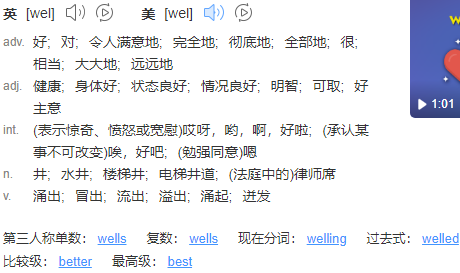 英 [wel] 美 [wel]
adv. 好；对；令人满意地；完全地；彻底地；全部地；很；
相当；大大地；远远地
adj. 健康；身体好；状态良好；情况良好；明智；可取；好
主意
int. (表示惊奇、愤怒或宽慰)哎呀，哟，啊，好啦；(承认某
事不可改变)唉，好吧；(勉强同意)嗯
n. 井；水井；楼梯井；电梯井道；(法庭中的)律师席
v. 涌出；冒出；流出；溢出；涌起；迸发
第三人称单数： wells 复数： wells 现在分词： welling 过去式： welled
比较级： better 最高级： best
1:01